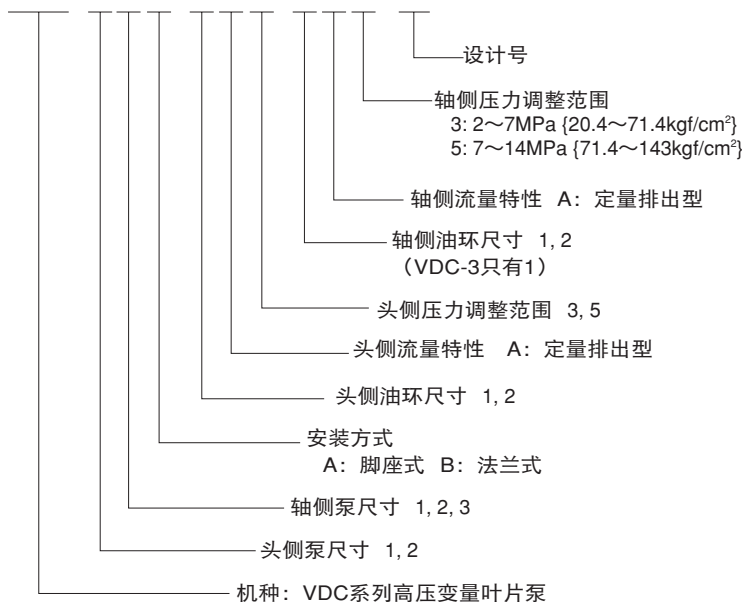 设计号
轴侧压力调整范围
3: 2～7MPa {20.4～71.4kgf/cm²}
5: 7～14MPa {71.4～143kgf/cm²}
轴侧流量特性 A：定量排出型
轴侧油环尺寸 1, 2
（VDC-3只有1）
头侧压力调整范围 3, 5
头侧流量特性 A：定量排出型
头侧油环尺寸 1, 2
安装方式
A：脚座式 B：法兰式
轴侧泵尺寸 1, 2, 3
头侧泵尺寸 1, 2
机种：VDC系列高压变量叶片泵